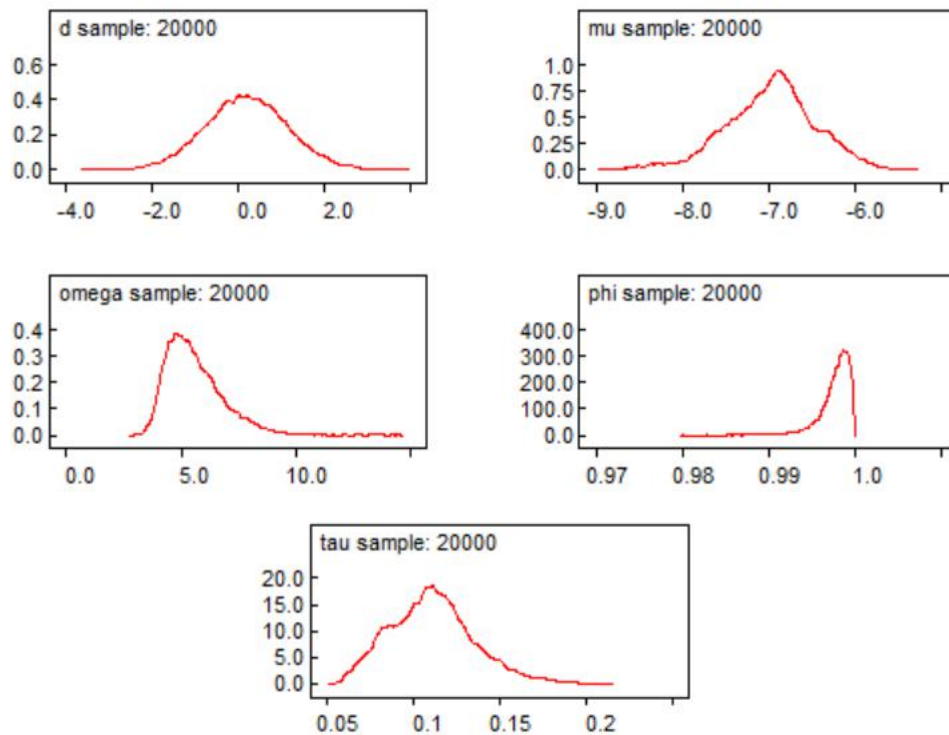 d sample: 20000
0.6
0.4
0.2
0.0
-4.0 -2.0 0.0 2.0
mu sample: 20000
1.0
0.75
0.5
0.25
0.0
-9.0 -8.0 -7.0 -6.0
omega sample: 20000
0.4
0.3
0.2
0.1
0.0
0.0 5.0 10.0
phi sample: 20000
400.0
300.0
200.0
100.0
0.0
0.97 0.98 0.99 1.0
tau sample: 20000
20.0
15.0
10.0
5.0
0.0
0.05 0.1 0.15 0.2